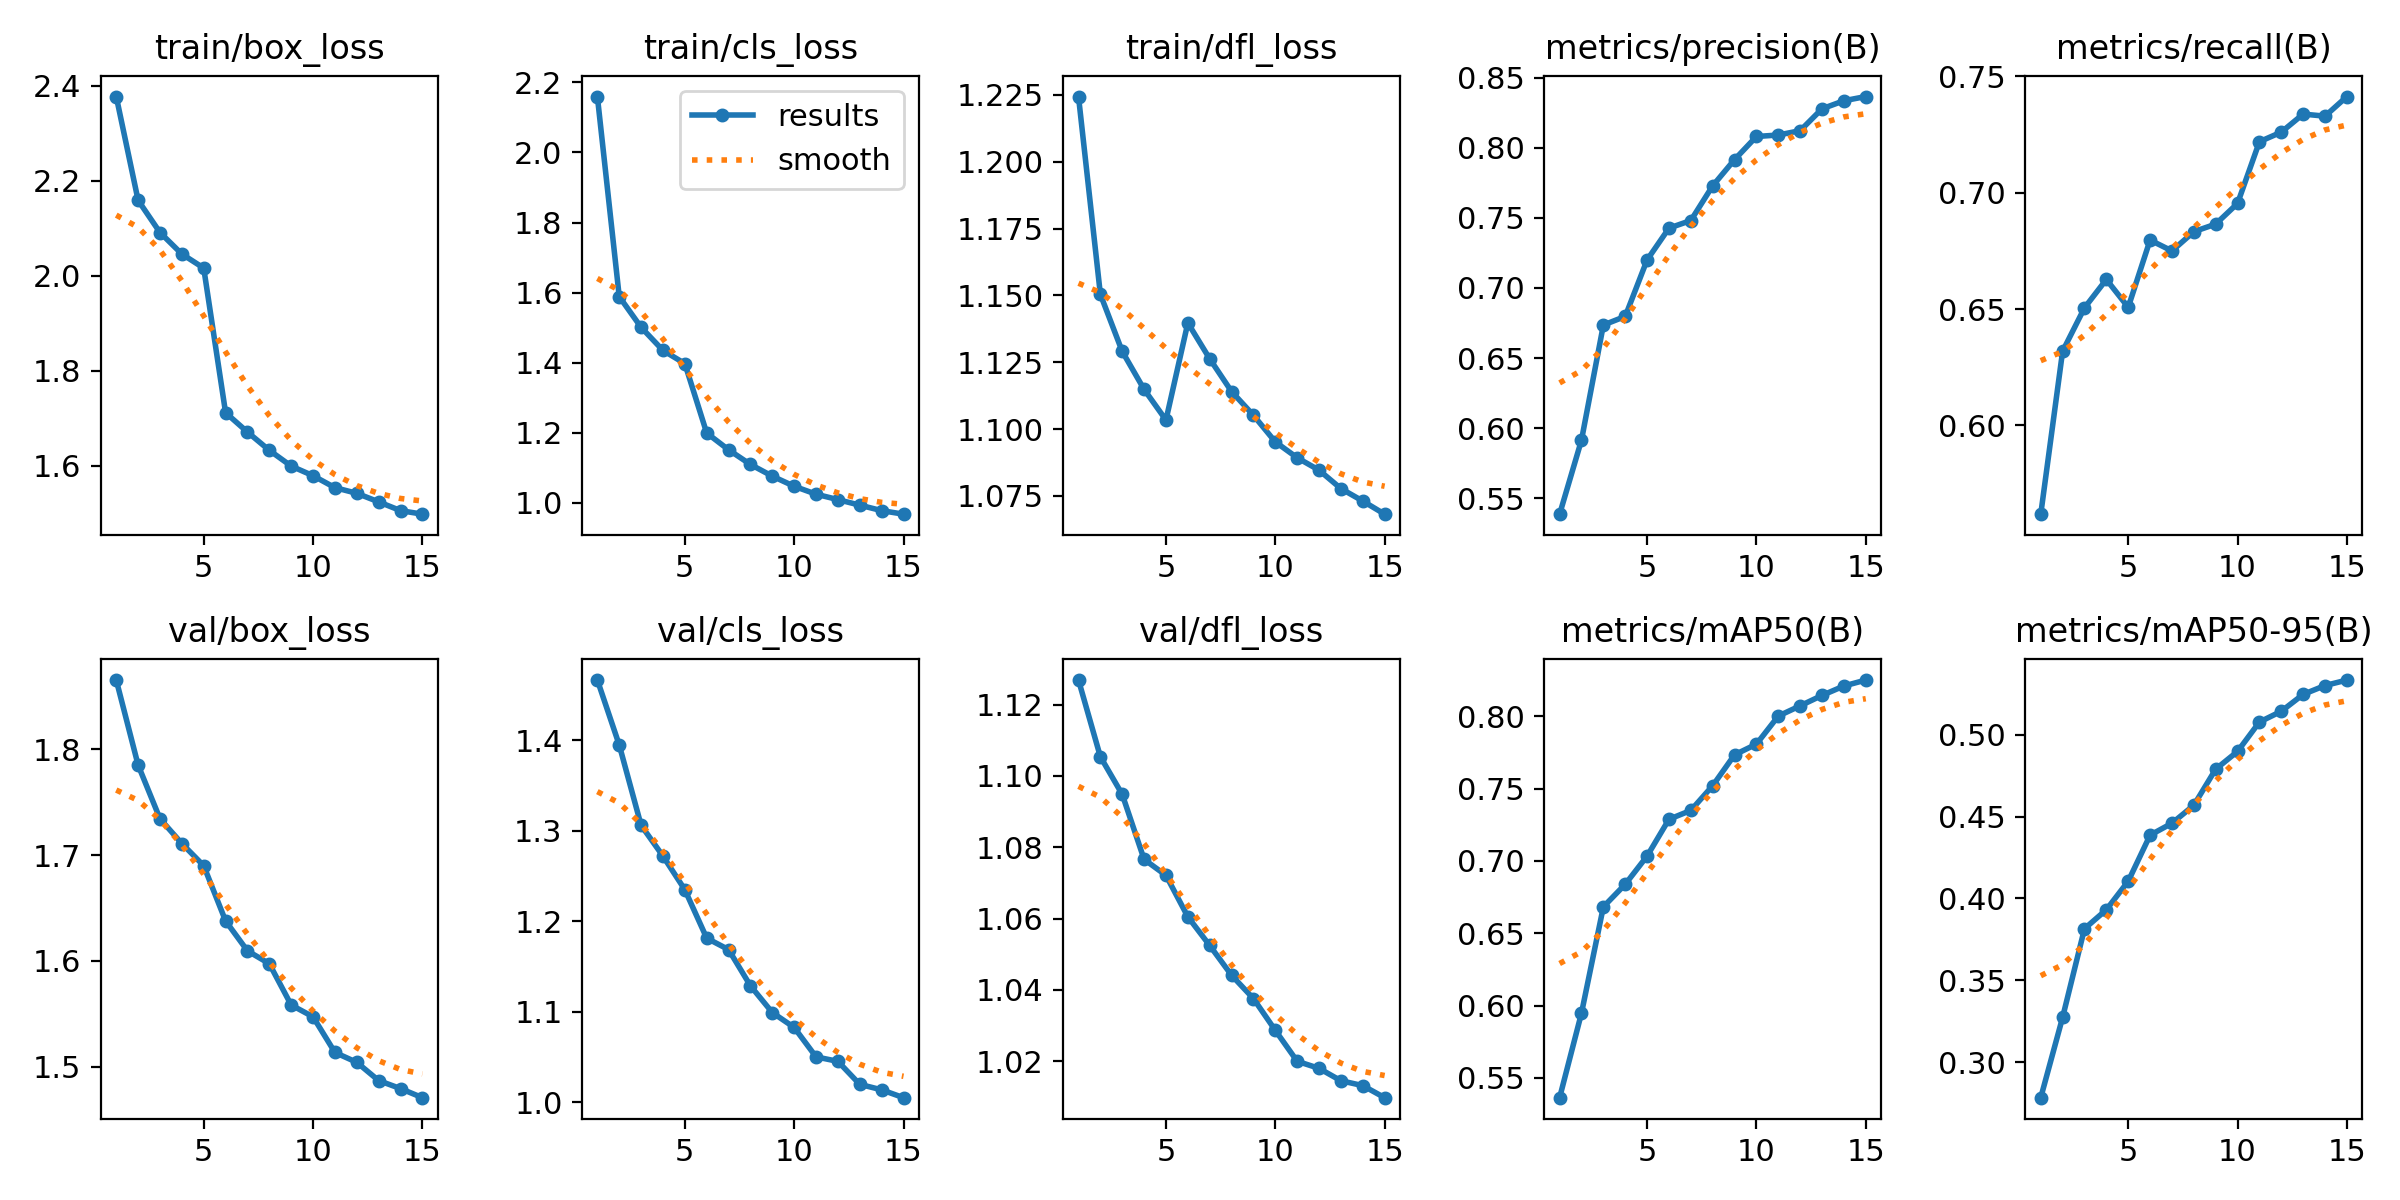 train/box_loss
2.4
2.2
2.0
1.8
1.6
5 10 15
train/cls_loss
results
smooth
2.2
2.0
1.8
1.6
1.4
1.2
1.0
5 10 15
train/dfl_loss
1.225
1.200
1.175
1.150
1.125
1.100
1.075
5 10 15
metrics/precision(B)
0.85
0.80
0.75
0.70
0.65
0.60
0.55
5 10 15
metrics/recall(B)
0.75
0.70
0.65
0.60
5 10 15
val/box_loss
1.8
1.7
1.6
1.5
5 10 15
val/cls_loss
1.4
1.3
1.2
1.1
1.0
5 10 15
val/dfl_loss
1.12
1.10
1.08
1.06
1.04
1.02
5 10 15
metrics/mAP50(B)
0.80
0.75
0.70
0.65
0.60
0.55
5 10 15
metrics/mAP50-95(B)
0.50
0.45
0.40
0.35
0.30
5 10 15